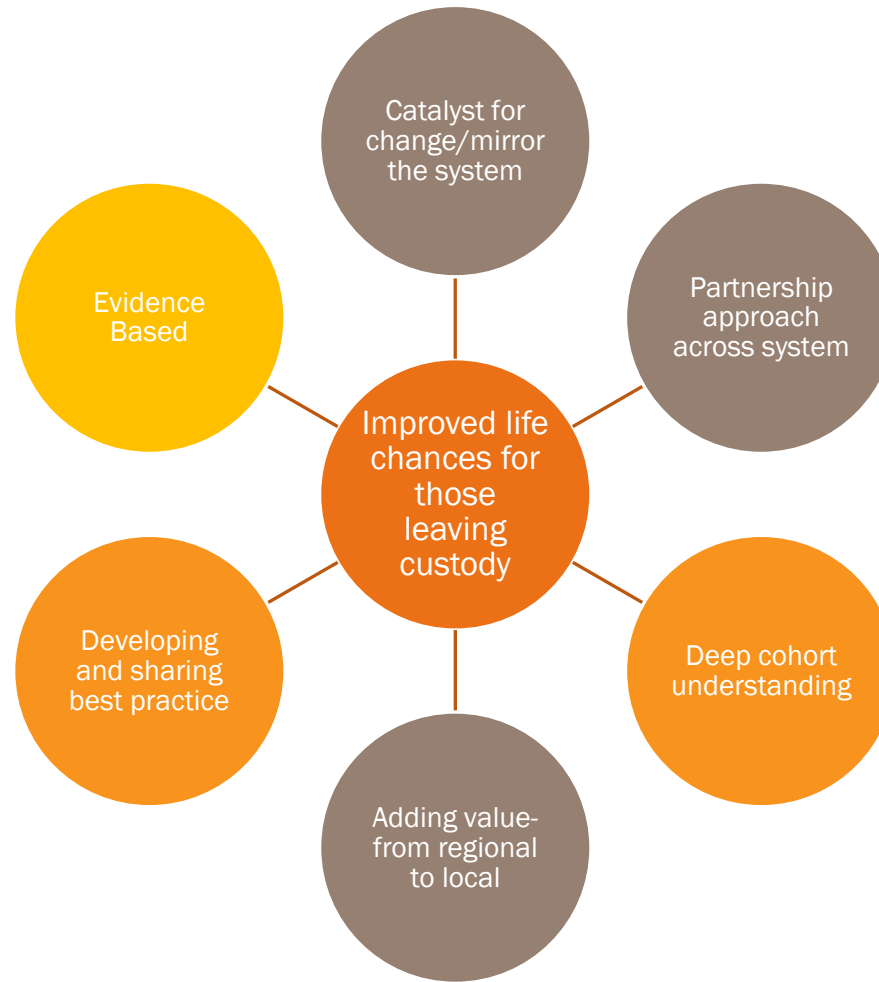 Catalyst for
change/mirror
the system
Partnership
approach
across system
Deep cohort
understanding
Adding value-
from regional
to local
Developing
and sharing
best practice
Evidence
Based
Improved life
chances for
those
leaving
custody